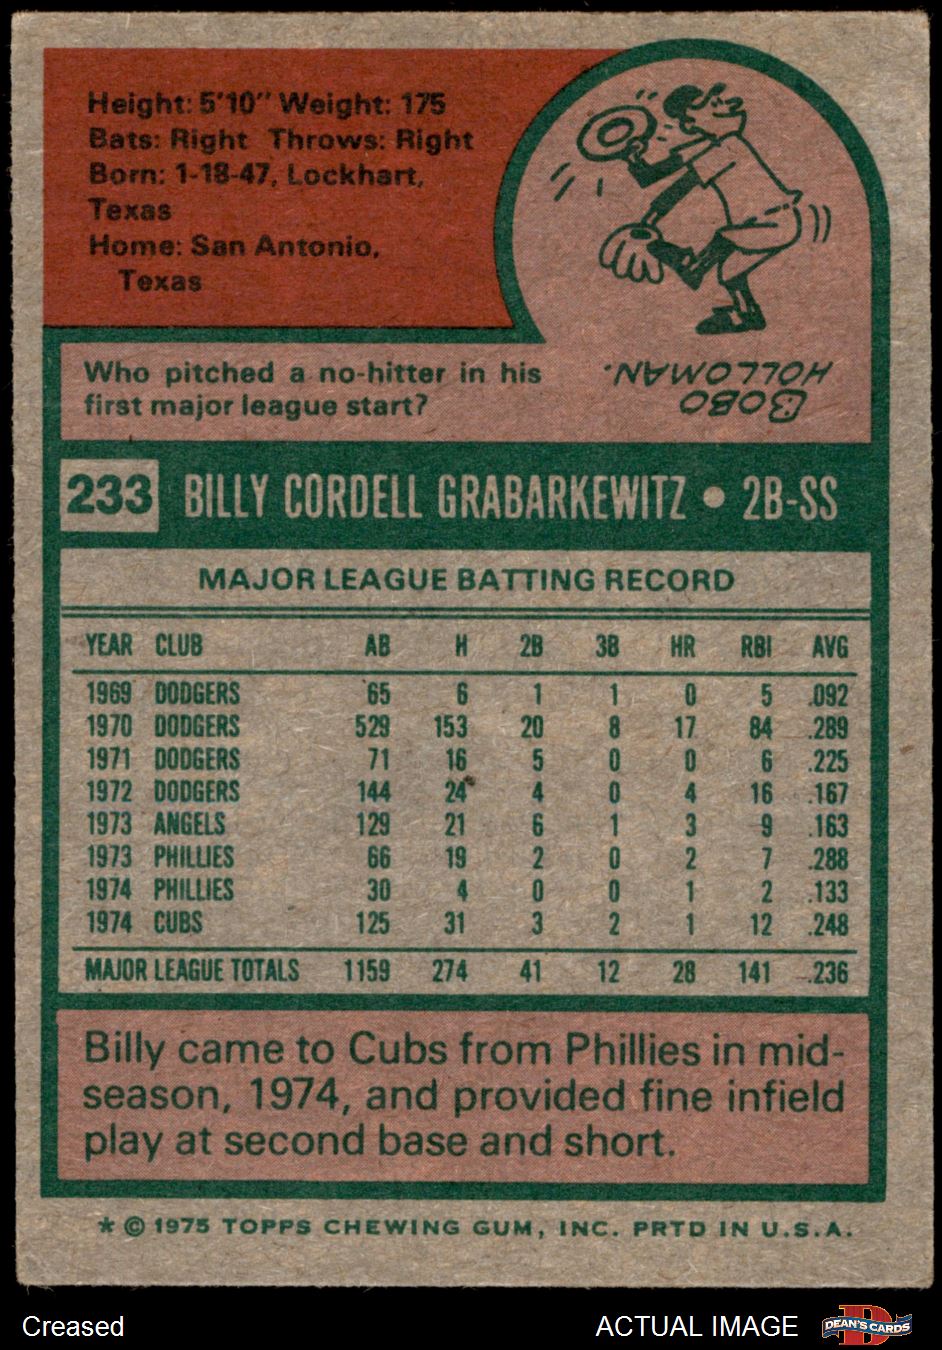 Height: 5'10" Weight: 175
Bats: Right Throws: Right
Born: 1-18-47, Lockhart,
Texas
Home: San Antonio,
Texas
Who pitched a no-hitter in his
first major league start?
BOBO
HOLLOMAN.
233 BILLY CORDELL GRABARKEWITZ • 2B-SS
MAJOR LEAGUE BATTING RECORD
YEAR CLUB AB H 2B 3B HR RBI AVG
1969 DODGERS 65 6 1 1 0 5 .092
1970 DODGERS 529 153 20 8 17 84 .289
1971 DODGERS 71 16 5 0 0 6 .225
1972 DODGERS 144 24 4 0 4 16 .167
1973 ANGELS 129 21 6 1 3 9 .163
1973 PHILLIES 66 19 2 0 2 7 .288
1974 PHILLIES 30 4 0 0 1 2 .133
1974 CUBS 125 31 3 2 1 12 .248
MAJOR LEAGUE TOTALS 1159 274 41 12 28 141 .236
Billy came to Cubs from Phillies in mid-
season, 1974, and provided fine infield
play at second base and short.
* © 1975 TOPPS CHEWING GUM, INC. PRTD IN U.S.A.
Creased
ACTUAL IMAGE
D
DEAN'S CARDS